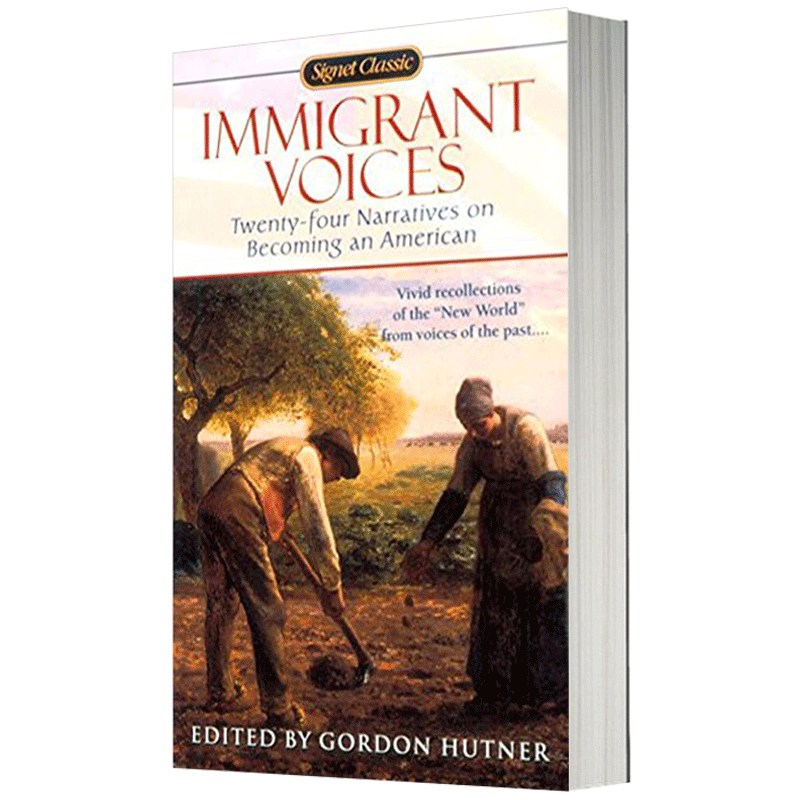 Signet Classic
IMMIGRANT
VOICES
Twenty-four Narratives on
Becoming an American
Vivid recollections
of the “New World”
from voices of the past....
EDITED BY GORDON HUTNER